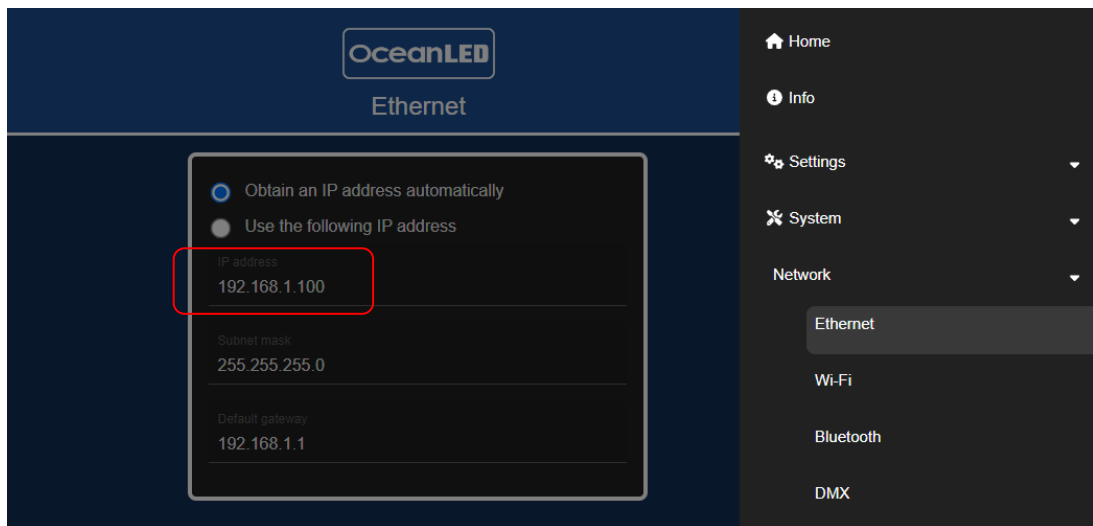 OceanLED
Ethernet
Obtain an IP address automatically
Use the following IP address
IP address
192.168.1.100
Subnet mask
255.255.255.0
Default gateway
192.168.1.1
Home
Info
Settings
System
Network
Ethernet
Wi-Fi
Bluetooth
DMX